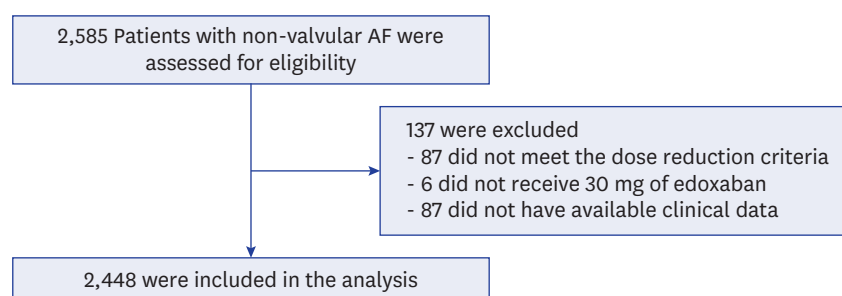 2,585 Patients with non-valvular AF were
assessed for eligibility
137 were excluded
- 87 did not meet the dose reduction criteria
- 6 did not receive 30 mg of edoxaban
- 87 did not have available clinical data
2,448 were included in the analysis